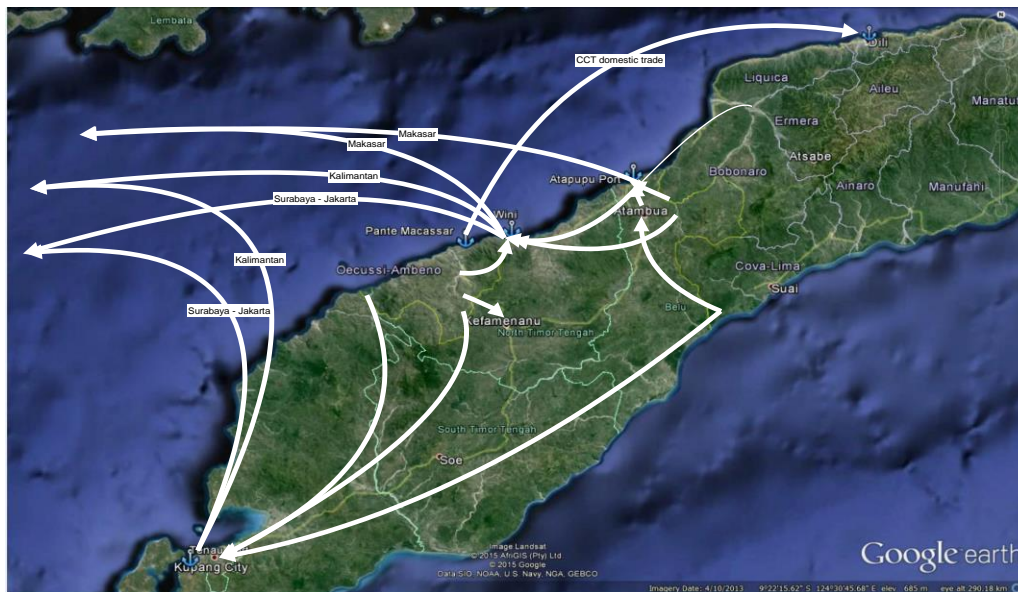 Lembata
Dili
CCT domestic trade
Liquica
Aileu
Manatut
Ermera
Makasar
Makasar
Atsabe
Kalimantan
Atapupu Port
Bobonaro
Ainaro
Manufahi
Surabaya - Jakarta
Atambua
Wini
Pante Macassar
Kalimantan
Oecussi-Ambeno
Cova-Lima
Suai
Surabaya - Jakarta
Belu
Kefamenanu
North Timor Tengah
South Timor Tengah
Soe
Kupang City
Image Landsat
© 2015 AfriGIS (Pty) Ltd
© 2015 Google
Data SIO, NOAA, U.S. Navy, NGA, GEBCO
Google earth
Imagery Date: 4/10/2013 9°22'15.62" S 124°30'45.68" E elev 685 m eye alt 290.18 km